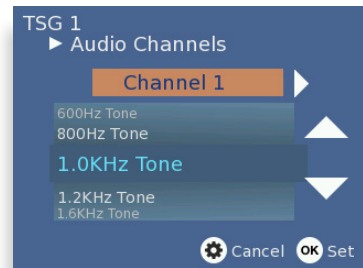 TSG 1
Audio Channels
Channel 1
600Hz Tone
800Hz Tone
1.0KHz Tone
1.2KHz Tone
1.6KHz Tone
Cancel OK Set